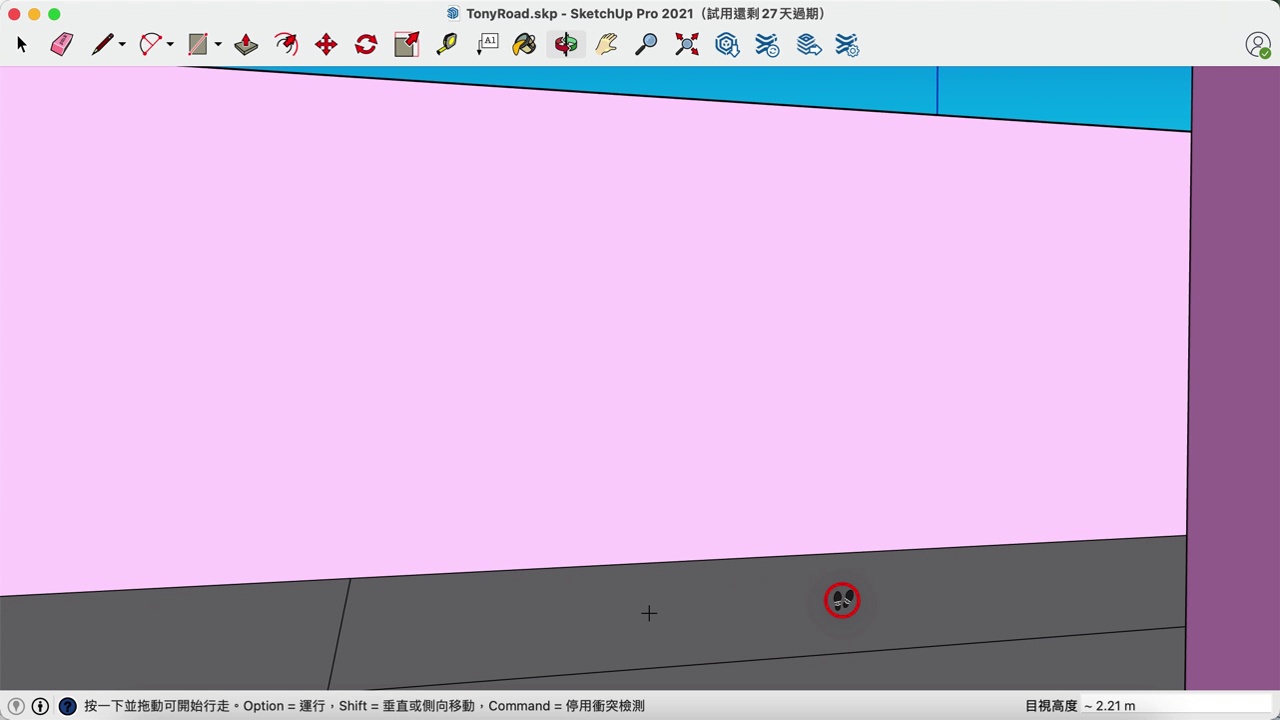 TonyRoad.skp - SketchUp Pro 2021（試用還剩 27 天過期）
A1
按一下並拖動可開始行走。Option = 運行，Shift = 垂直或側向移動，Command = 停用衝突檢測
目視高度 ~ 2.21 m